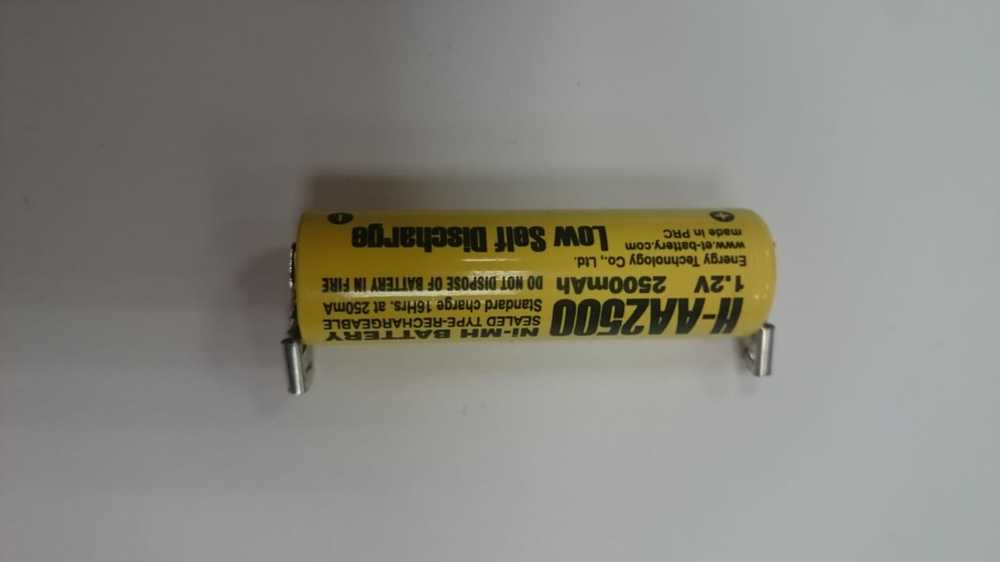 NI-MH BATTERY
SEALED TYPE-RECHARGEABLE
Standard charge 16Hrs. at 250mA
DO NOT DISPOSE OF BATTERY IN FIRE
H-AA2500
1.2V 2500mAh
Energy Technology Co., Ltd.
www.et-battery.com
made in PRC
Low Self Discharge
+
-